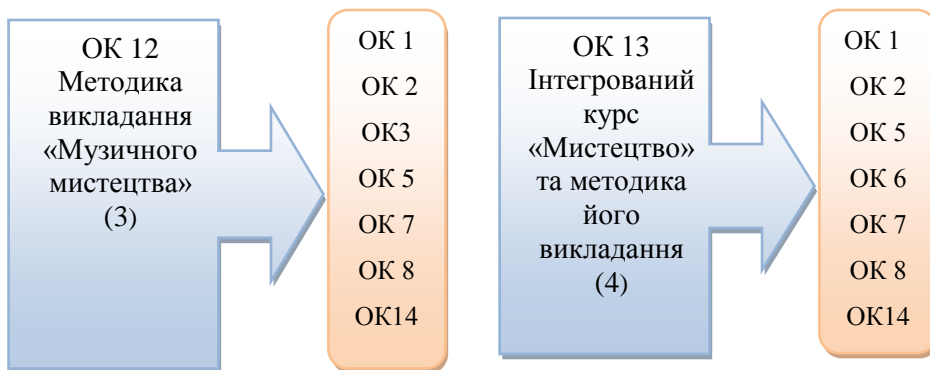 ОК 12
Методика
викладання
«Музичного
мистецтва»
(3)
ОК 1
ОК 2
ОК3
ОК 5
ОК 7
ОК 8
ОК14
ОК 13
Інтегрований
курс
«Мистецтво»
та методика
його
викладання
(4)
ОК 1
ОК 2
ОК 5
ОК 6
ОК 7
ОК 8
ОК14